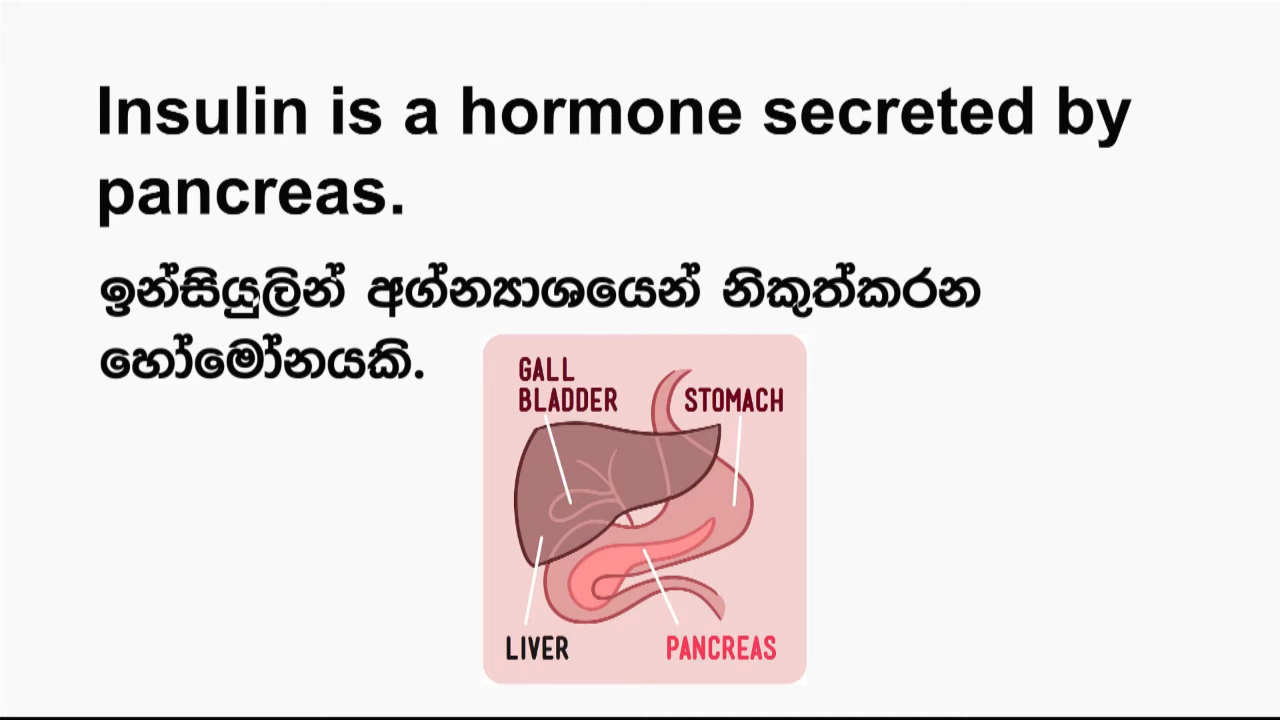 Insulin is a hormone secreted by
pancreas.
ඉන්සියුලින් අග්න්‍යාශයෙන් නිකුත්කරන
හෝමෝනයකි.
GALL
BLADDER
STOMACH
LIVER
PANCREAS